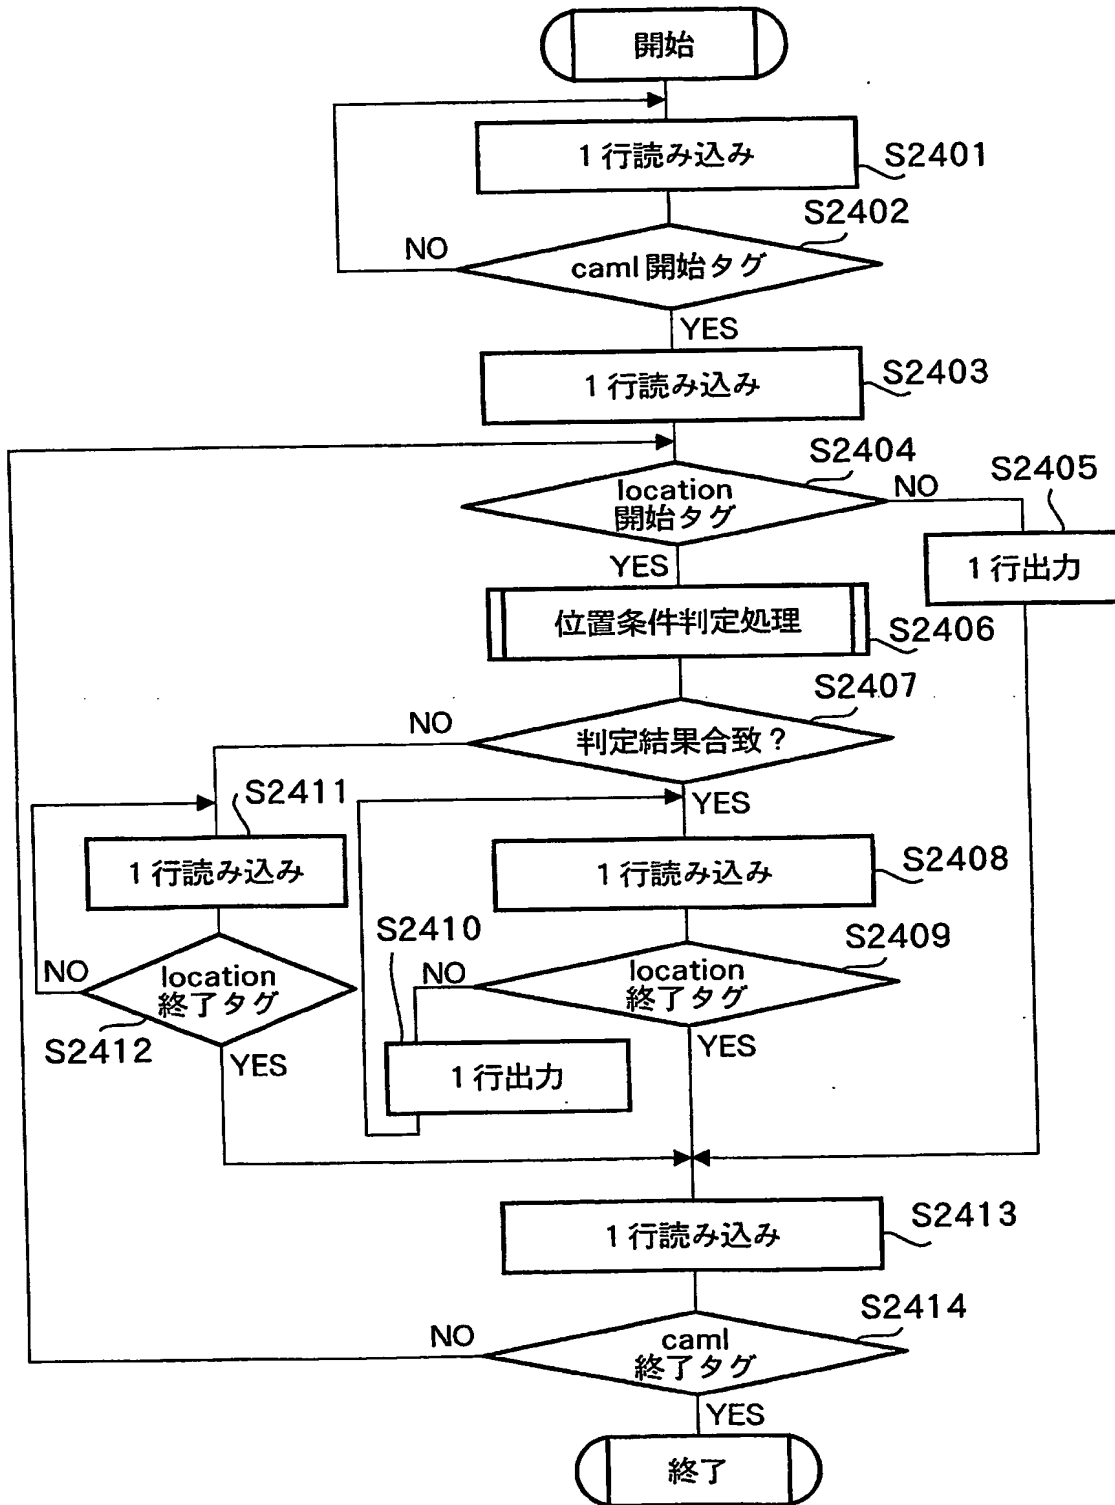 開始
1行読み込み
S2401
S2402
NO
caml開始タグ
YES
1行読み込み
S2403
S2404
location
開始タグ
NO
S2405
YES
1行出力
位置条件判定処理
S2406
S2407
NO
判定結果合致?
YES
S2411
1行読み込み
1行読み込み
S2408
S2410
S2409
NO
location
終了タグ
NO
location
終了タグ
S2412
YES
YES
1行出力
1行読み込み
S2413
S2414
NO
caml
終了タグ
YES
終了